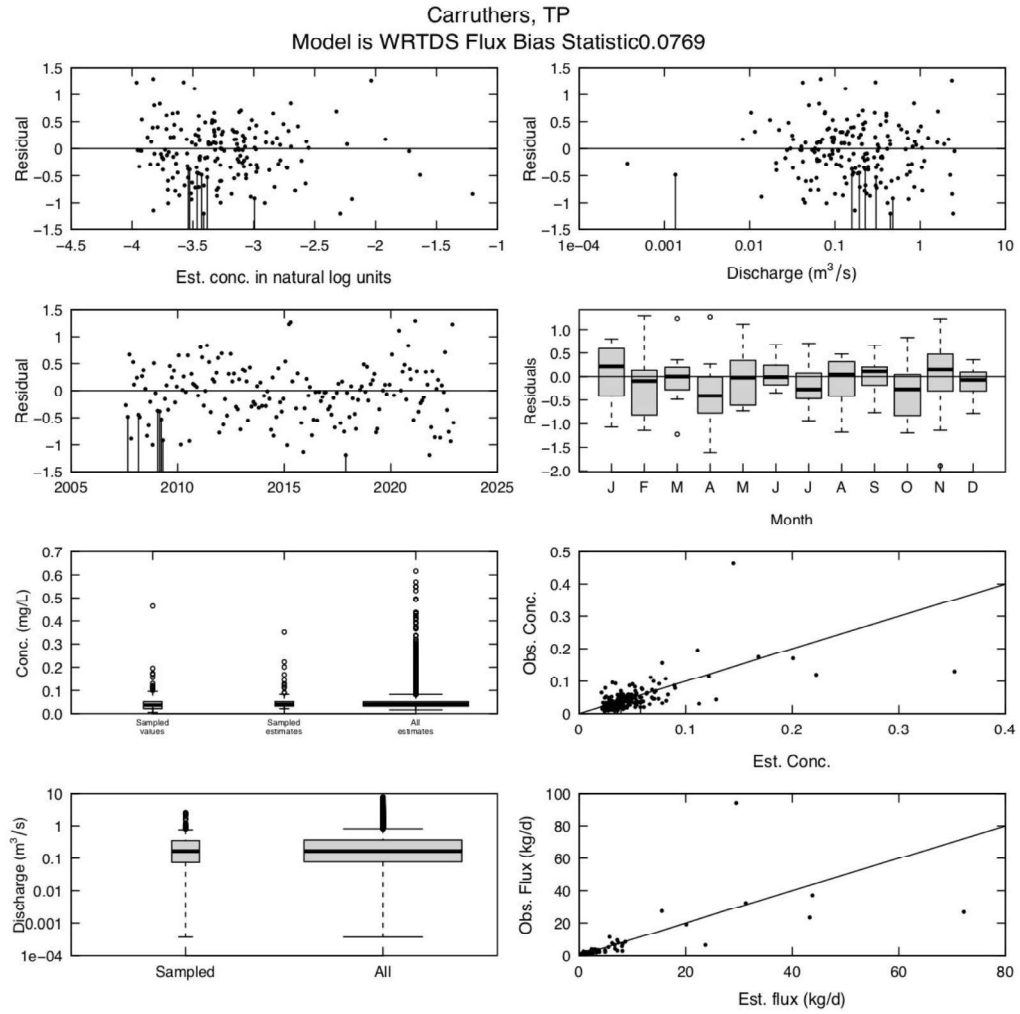 Carruthers, TP
Model is WRTDS Flux Bias Statistic0.0769
Residual
1.5
1
0.5
0
−0.5
−1
−1.5
−4.5 −4 −3.5 −3 −2.5 −2 −1.5 −1
Est. conc. in natural log units
Residual
1.5
1
0.5
0
−0.5
−1
−1.5
1e−04 0.001 0.01 0.1 1 10
Discharge (m³/s)
Residual
1.5
1
0.5
0
−0.5
−1
−1.5
2005 2010 2015 2020 2025
Residuals
1.0
0.5
0.0
−0.5
−1.0
−1.5
−2.0
J F M A M J J A S O N D
Month
Conc. (mg/L)
0.7
0.6
0.5
0.4
0.3
0.2
0.1
0.0
Sampled values
Sampled estimates
All estimates
Obs. Conc.
0.5
0.4
0.3
0.2
0.1
0
0 0.1 0.2 0.3 0.4
Est. Conc.
Discharge (m³/s)
10
1
0.1
0.01
0.001
1e−04
Sampled All
Obs. Flux (kg/d)
100
80
60
40
20
0
0 20 40 60 80
Est. flux (kg/d)